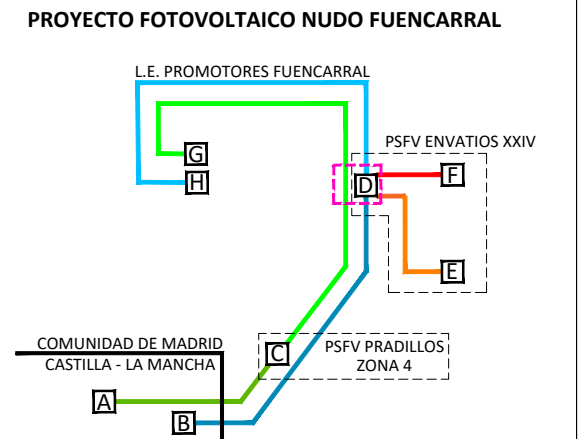 PROYECTO FOTOVOLTAICO NUDO FUENCARRAL
L.E. PROMOTORES FUENCARRAL
PSFV ENVATIOS XXIV
G
H
D
F
E
COMUNIDAD DE MADRID
CASTILLA - LA MANCHA
C
PSFV PRADILLOS
ZONA 4
A
B